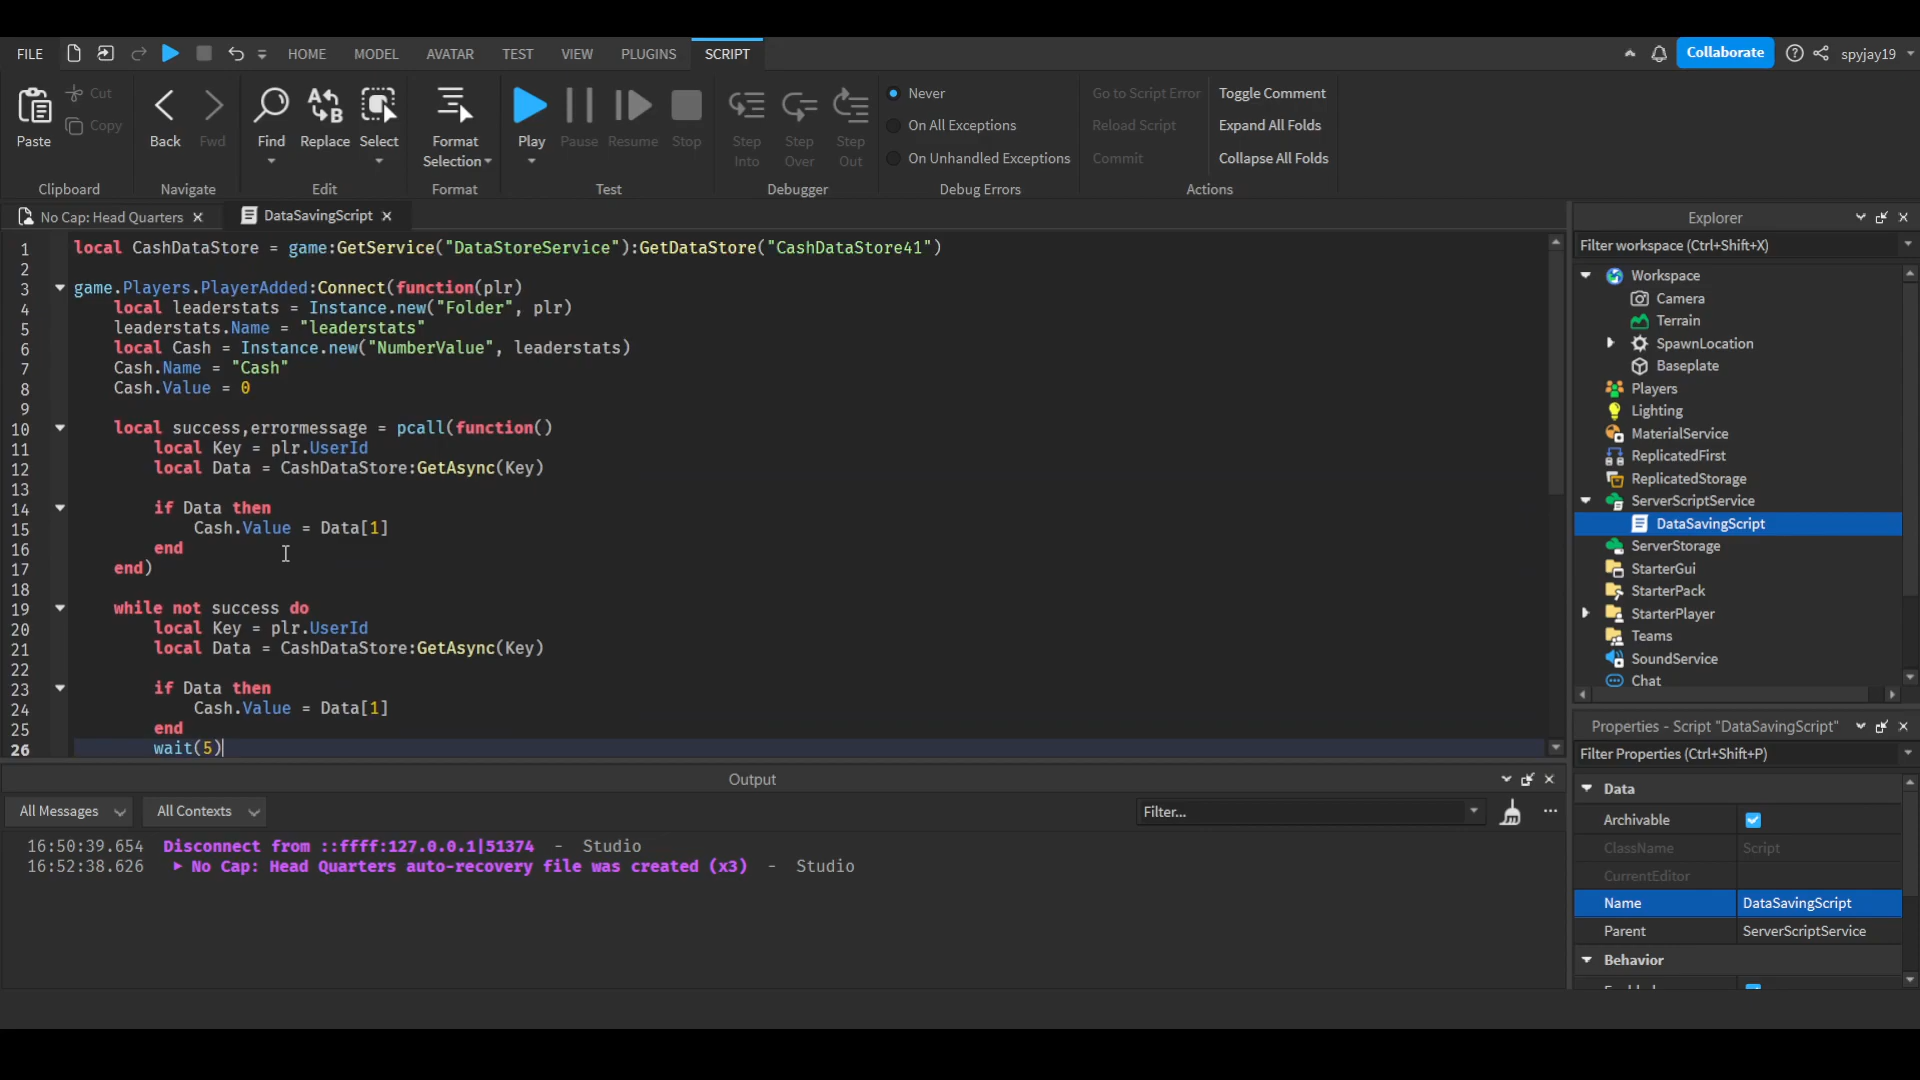 FILE HOME MODEL AVATAR TEST VIEW PLUGINS SCRIPT Collaborate spyjay19
Paste Cut Copy Clipboard
Back Fwd Navigate
Find Replace Select Edit
Format Selection Format
Play Pause Resume Stop Test
Step Into Step Over Step Out Debugger
Never
On All Exceptions
On Unhandled Exceptions
Debug Errors
Go to Script Error
Reload Script
Commit
Toggle Comment
Expand All Folds
Collapse All Folds
Actions
No Cap: Head Quarters DataSavingScript
1 local CashDataStore = game:GetService("DataStoreService"):GetDataStore("CashDataStore41")
2
3 game.Players.PlayerAdded:Connect(function(plr)
4 local leaderstats = Instance.new("Folder", plr)
5 leaderstats.Name = "leaderstats"
6 local Cash = Instance.new("NumberValue", leaderstats)
7 Cash.Name = "Cash"
8 Cash.Value = 0
9
10 local success,errormessage = pcall(function()
11 local Key = plr.UserId
12 local Data = CashDataStore:GetAsync(Key)
13
14 if Data then
15 Cash.Value = Data[1]
16 end
17 end)
18
19 while not success do
20 local Key = plr.UserId
21 local Data = CashDataStore:GetAsync(Key)
22
23 if Data then
24 Cash.Value = Data[1]
25 end
26 wait(5)
Output
All Messages All Contexts Filter...
16:50:39.654 Disconnect from ::ffff:127.0.0.1|51374 - Studio
16:52:38.626 No Cap: Head Quarters auto-recovery file was created (x3) - Studio
Explorer
Filter workspace (Ctrl+Shift+X)
Workspace
Camera
Terrain
SpawnLocation
Baseplate
Players
Lighting
MaterialService
ReplicatedFirst
ReplicatedStorage
ServerScriptService
DataSavingScript
ServerStorage
StarterGui
StarterPack
StarterPlayer
Teams
SoundService
Chat
Properties - Script "DataSavingScript"
Filter Properties (Ctrl+Shift+P)
Data
Archivable
ClassName Script
CurrentEditor
Name DataSavingScript
Parent ServerScriptService
Behavior